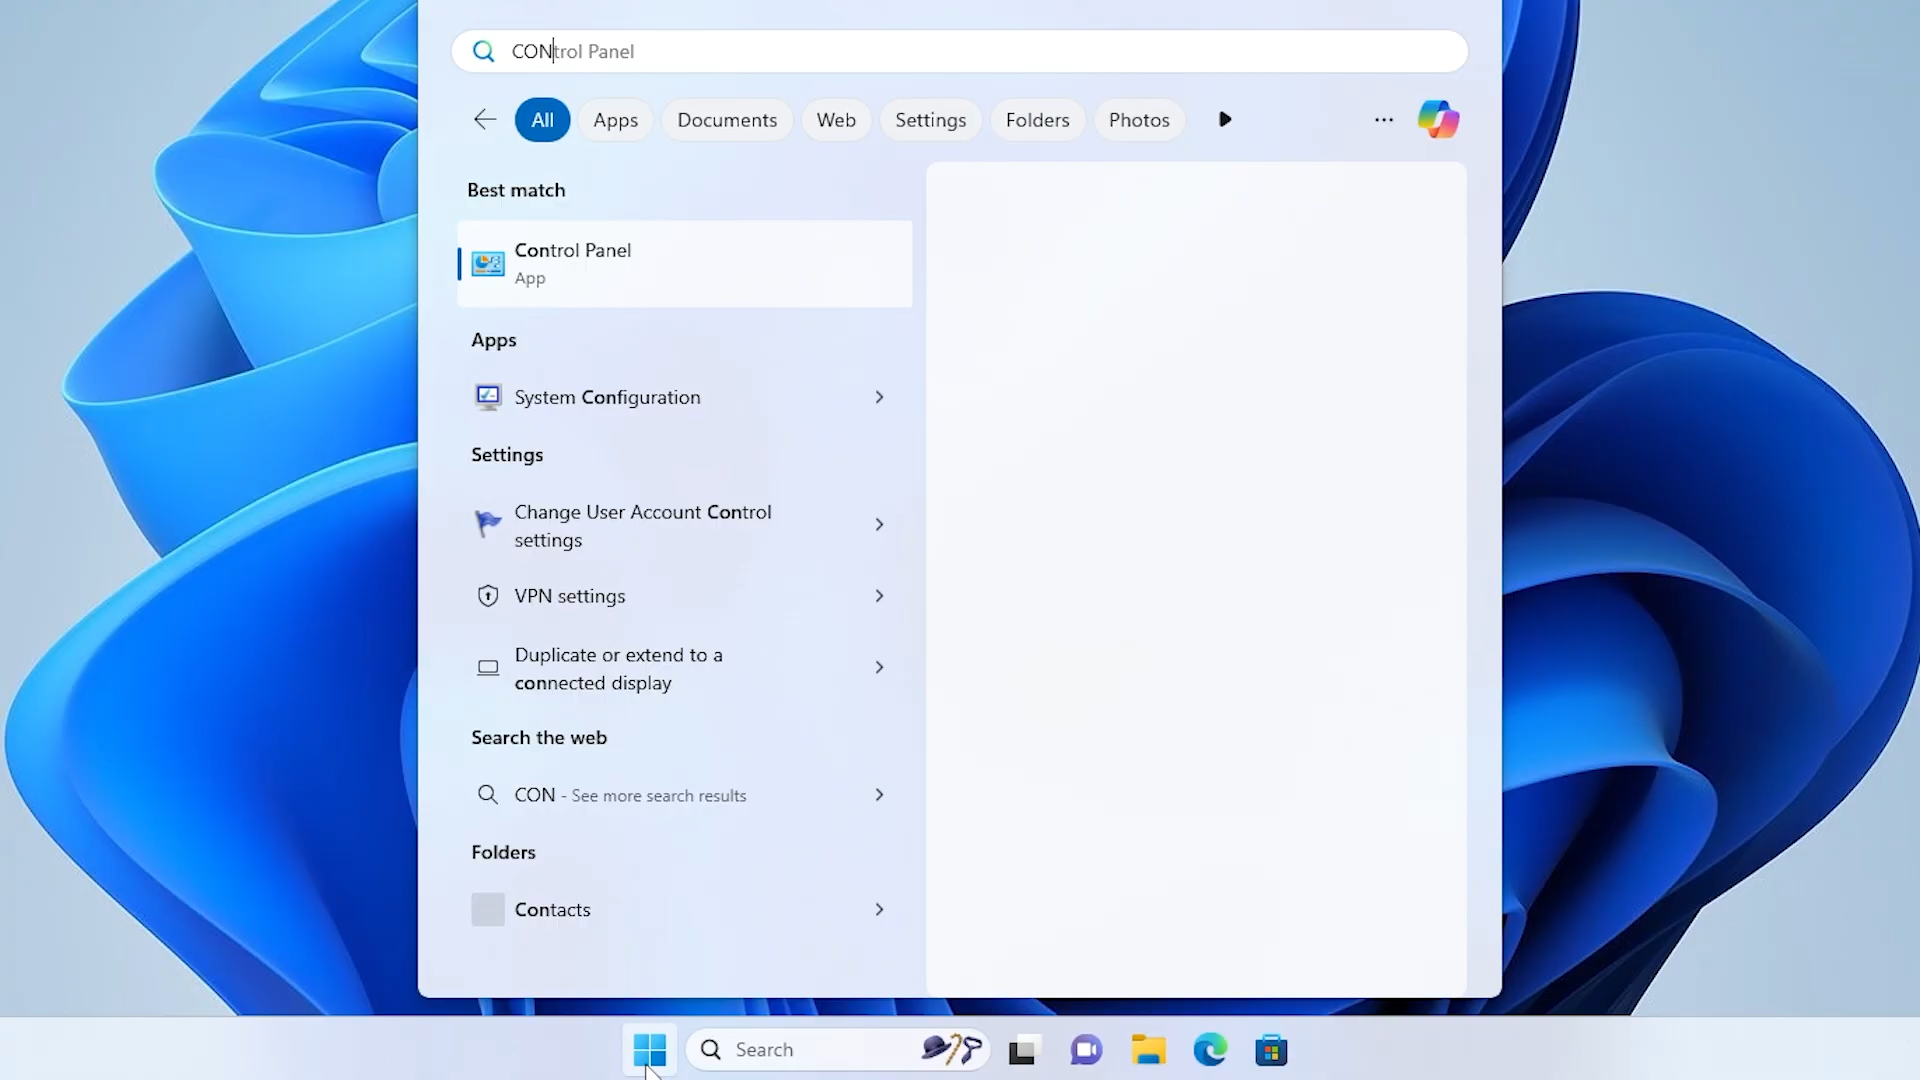 CONtrol Panel
All Apps Documents Web Settings Folders Photos
Best match
Control Panel
App
Apps
System Configuration
Settings
Change User Account Control
settings
VPN settings
Duplicate or extend to a
connected display
Search the web
CON - See more search results
Folders
Contacts
Search